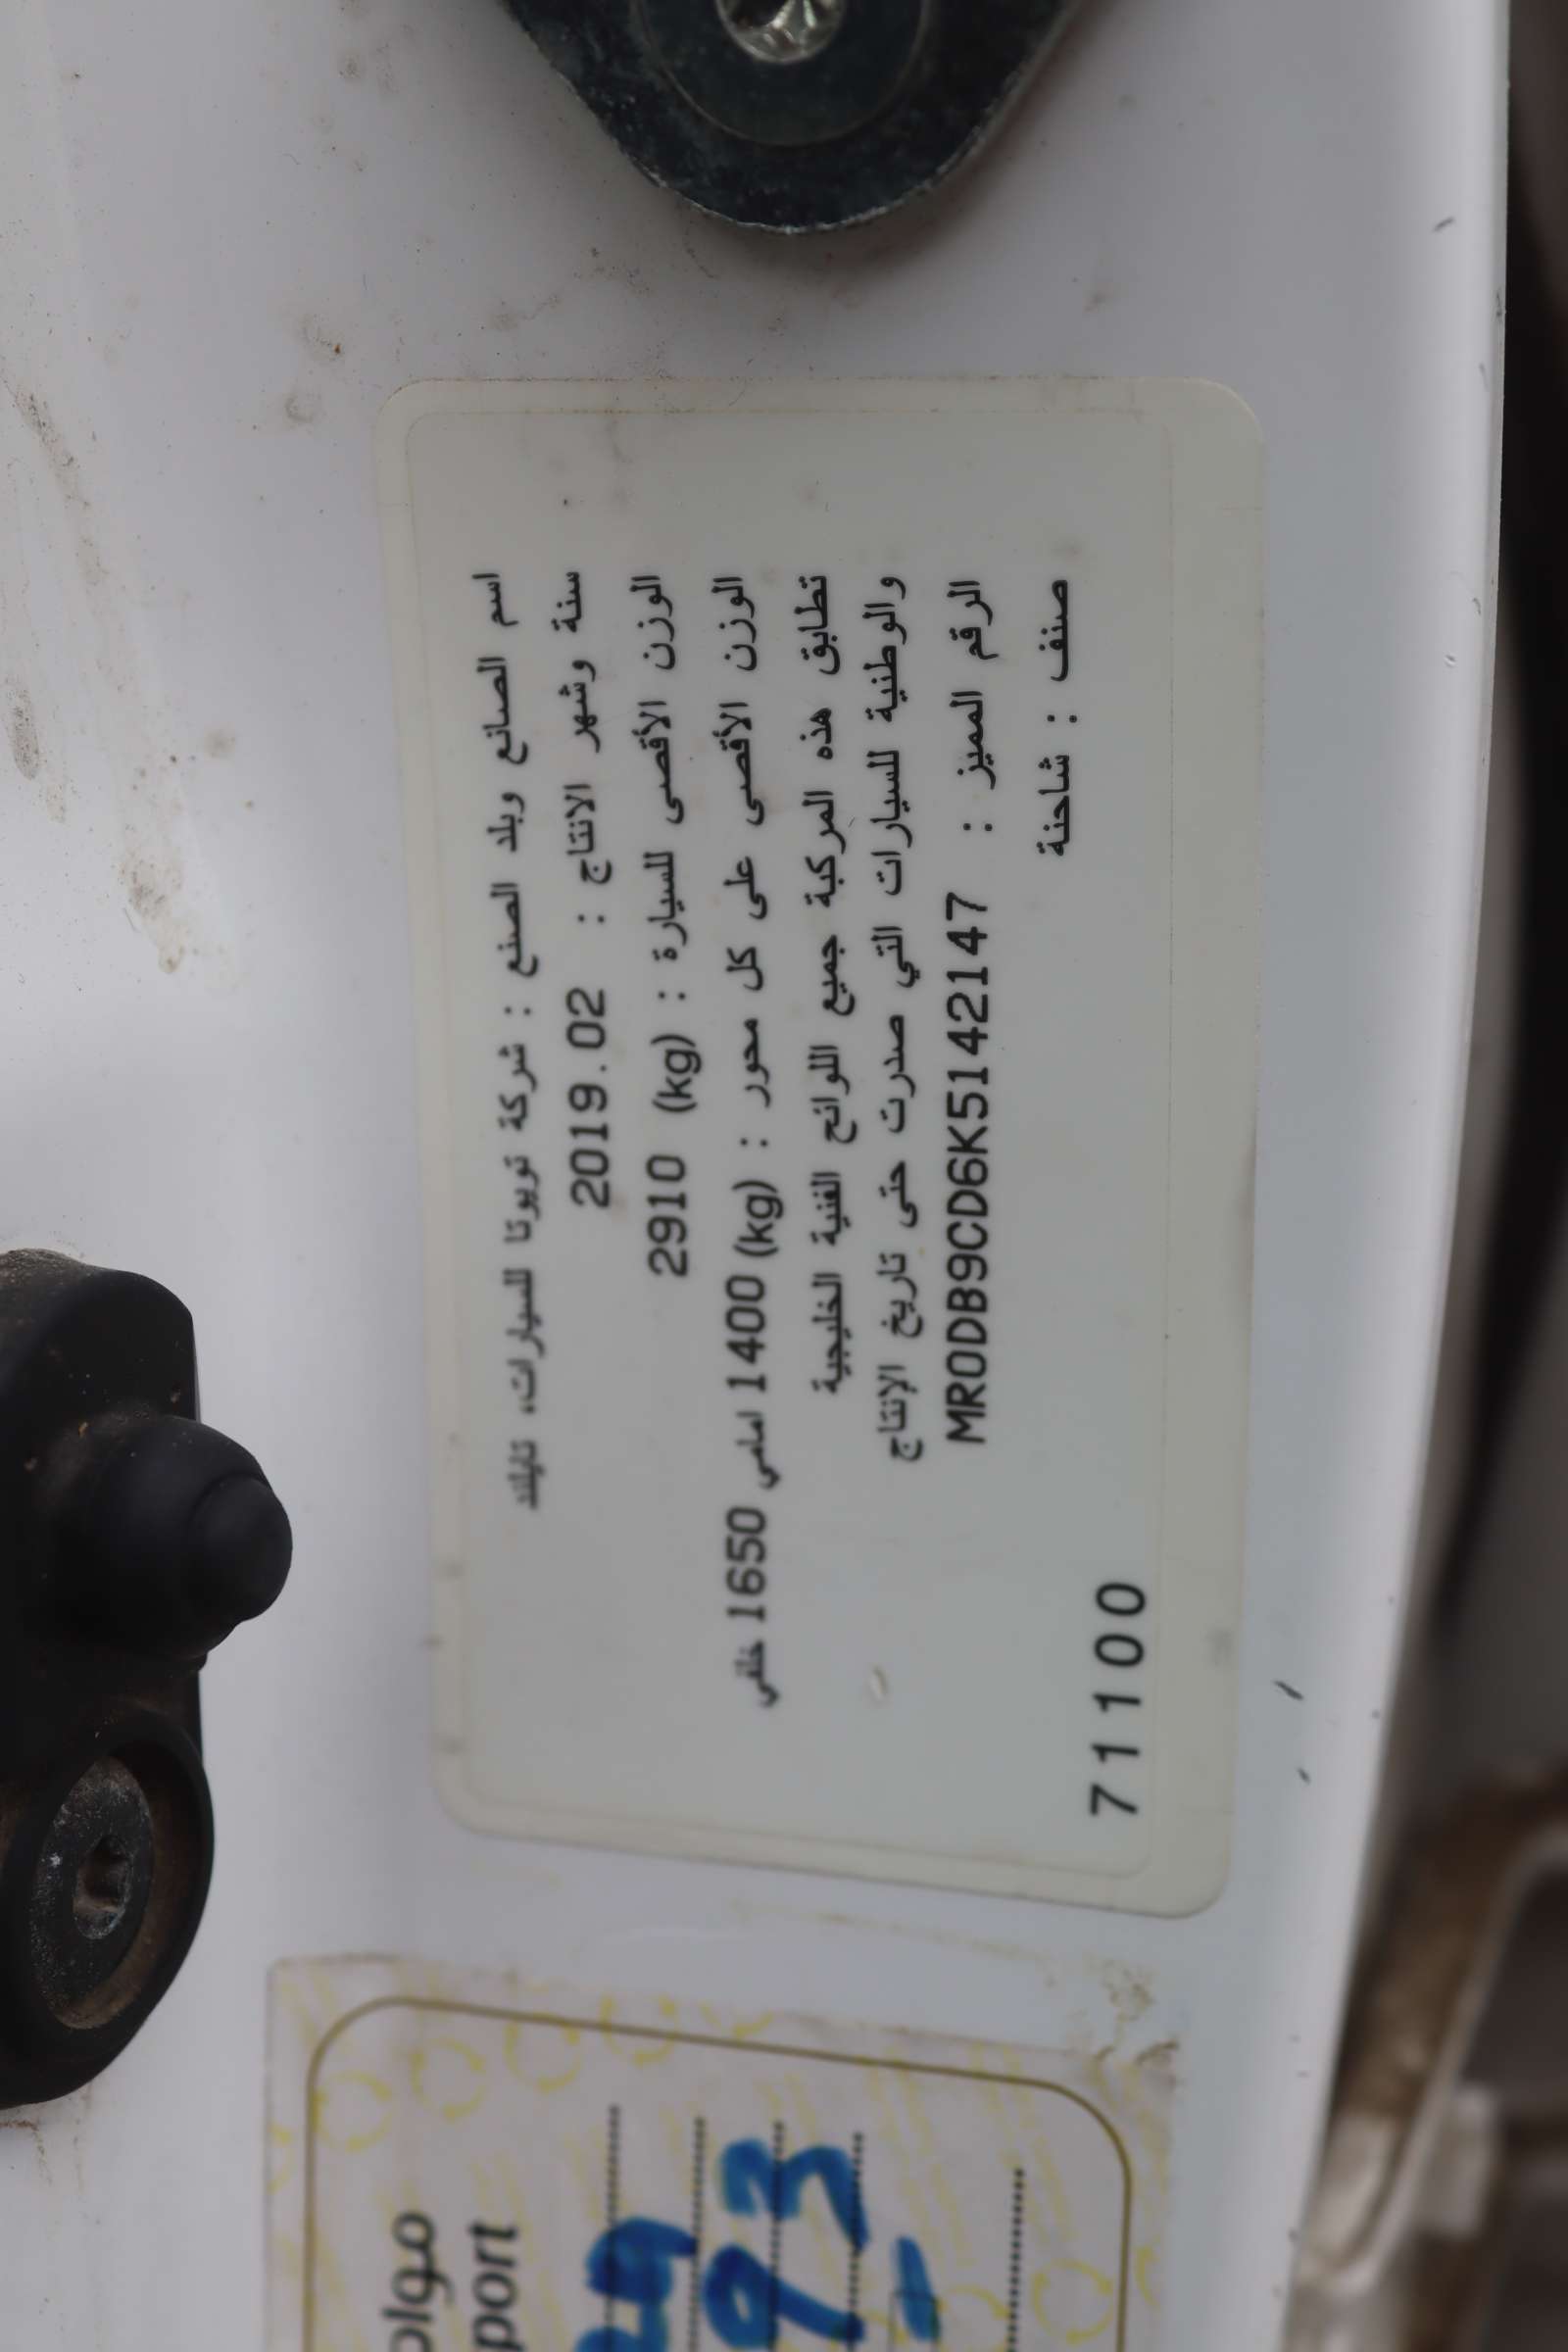 اسم الصانع وبلد الصنع : شركة تويوتا للسيارات، تايلاند
سنة وشهر الانتاج : 2019.02
الوزن الأقصى للسيارة : (kg) 2910
الوزن الأقصى على كل محور : (kg) 1400 امامي 1650 خلفي
تطابق هذه المركبة جميع اللوائح الفنية الخليجية
والوطنية للسيارات التي صدرت حتى تاريخ الإنتاج
الرقم المميز : MR0DB9CD6K5142147
صنف : شاحنة
71100